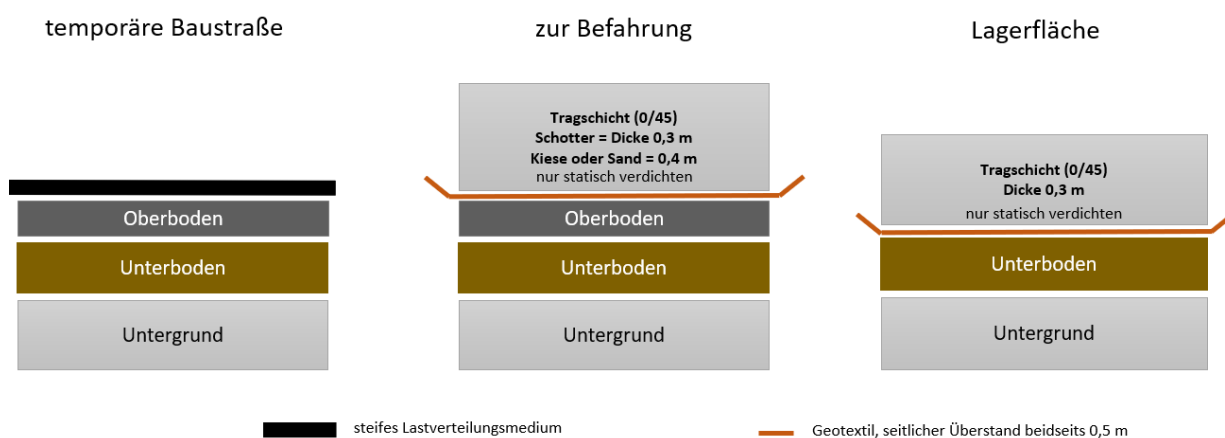 temporäre Baustraße
zur Befahrung
Lagerfläche
Tragschicht (0/45)
Schotter = Dicke 0,3 m
Kiese oder Sand = 0,4 m
nur statisch verdichten
Tragschicht (0/45)
Dicke 0,3 m
nur statisch verdichten
Oberboden
Oberboden
Unterboden
Unterboden
Unterboden
Untergrund
Untergrund
Untergrund
steifes Lastverteilungsmedium
Geotextil, seitlicher Überstand beidseits 0,5 m